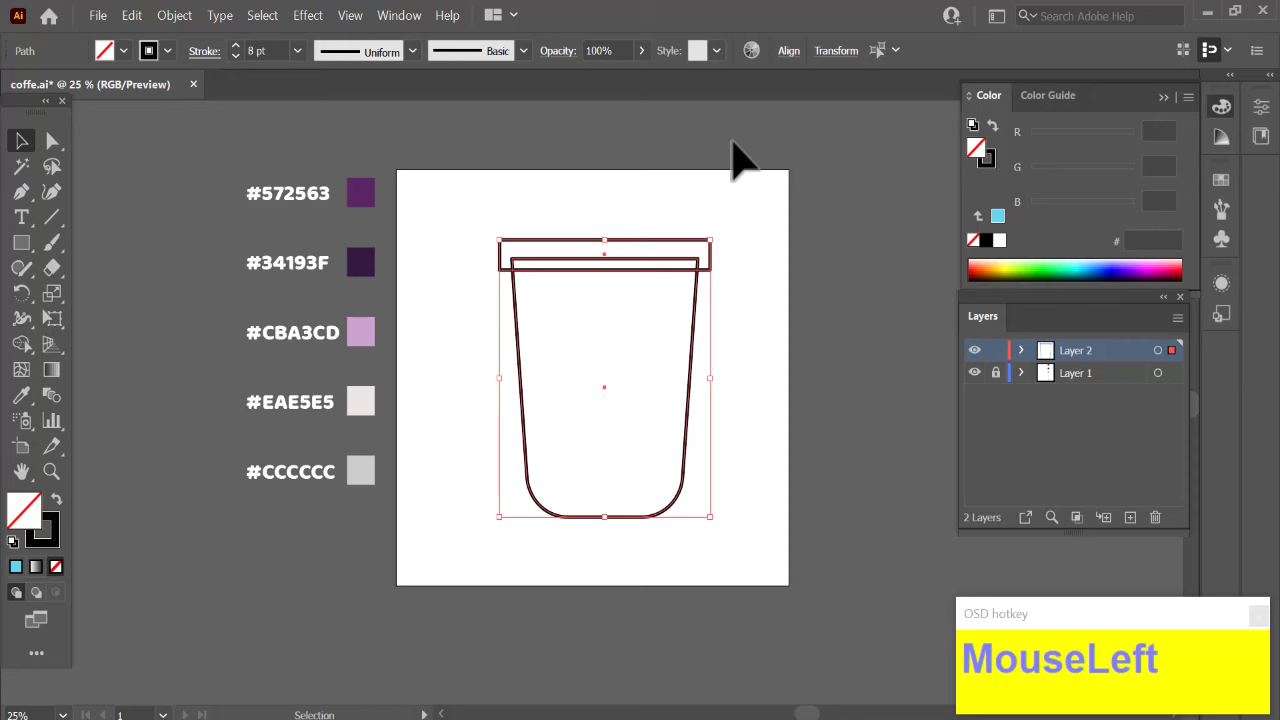 Ai File Edit Object Type Select Effect View Window Help Search Adobe Help
Path Stroke: 8 pt Uniform Basic Opacity: 100% Style: Align Transform
coffe.ai* @ 25 % (RGB/Preview)
Color Color Guide
R
G
B
#
#572563
#34193F
#CBA3CD
#EAE5E5
#CCCCCC
Layers
Layer 2
Layer 1
2 Layers
OSD hotkey
MouseLeft
25% 1 Selection